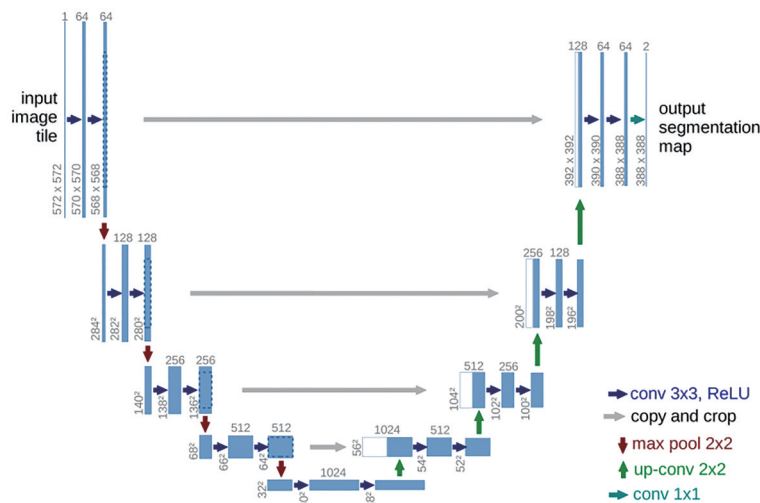 1 64 64
128 64 64 2
input
image
tile
output
segmentation
map
572 x 572
570 x 570
568 x 568
392 x 392
390 x 390
388 x 388
388 x 388
128 128
256 128
284²
282²
280²
200²
198²
196²
256 256
512 256
140²
138²
136²
104²
102²
100²
512 512
1024 512
68²
66²
64²
56²
54²
52²
1024
32²
0²
8²
conv 3x3, ReLU
copy and crop
max pool 2x2
up-conv 2x2
conv 1x1